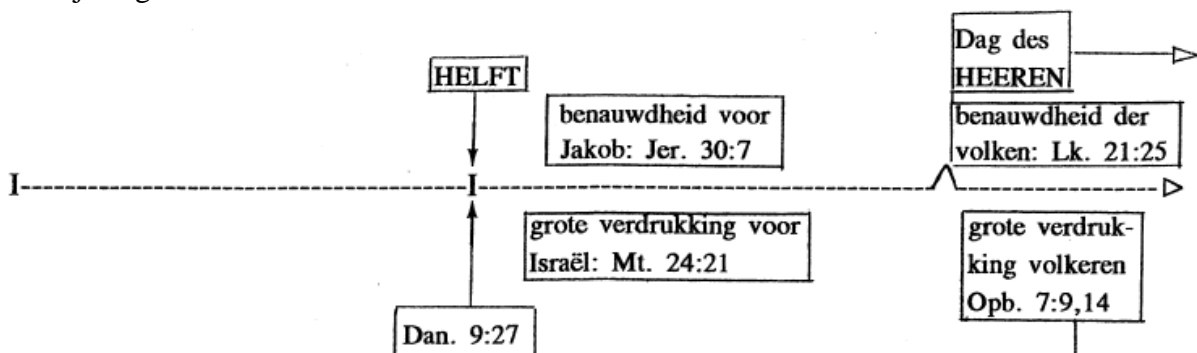 Dag des
HEEREN
HELFT
benauwdheid voor
Jakob: Jer. 30:7
benauwdheid der
volken: Lk. 21:25
I
I
grote verdrukking voor
Israël: Mt. 24:21
grote verdruk-
king volkeren
Opb. 7:9,14
Dan. 9:27